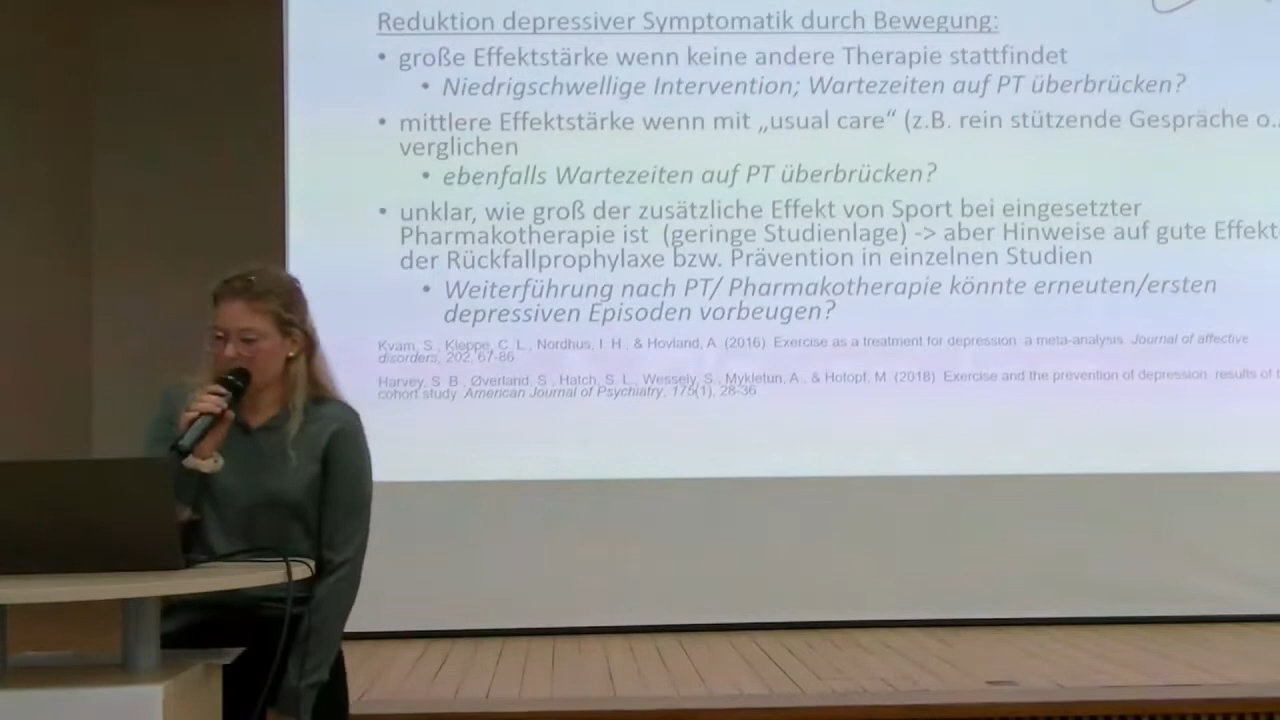 Reduktion depressiver Symptomatik durch Bewegung:
• große Effektstärke wenn keine andere Therapie stattfindet
• Niedrigschwellige Intervention; Wartezeiten auf PT überbrücken?
• mittlere Effektstärke wenn mit „usual care“ (z.B. rein stützende Gespräche o..
verglichen
• ebenfalls Wartezeiten auf PT überbrücken?
• unklar, wie groß der zusätzliche Effekt von Sport bei eingesetzter
Pharmakotherapie ist (geringe Studienlage) -> aber Hinweise auf gute Effekt
der Rückfallprophylaxe bzw. Prävention in einzelnen Studien
• Weiterführung nach PT/ Pharmakotherapie könnte erneuten/ersten
depressiven Episoden vorbeugen?
Kvam, S., Kleppe, C. L., Nordhus, I. H., & Hovland, A. (2016). Exercise as a treatment for depression: a meta-analysis. Journal of affective
disorders, 202, 67-86.
Harvey, S. B., Øverland, S., Hatch, S. L., Wessely, S., Mykletun, A., & Hotopf, M. (2018). Exercise and the prevention of depression: results of
cohort study. American Journal of Psychiatry, 175(1), 28-36.